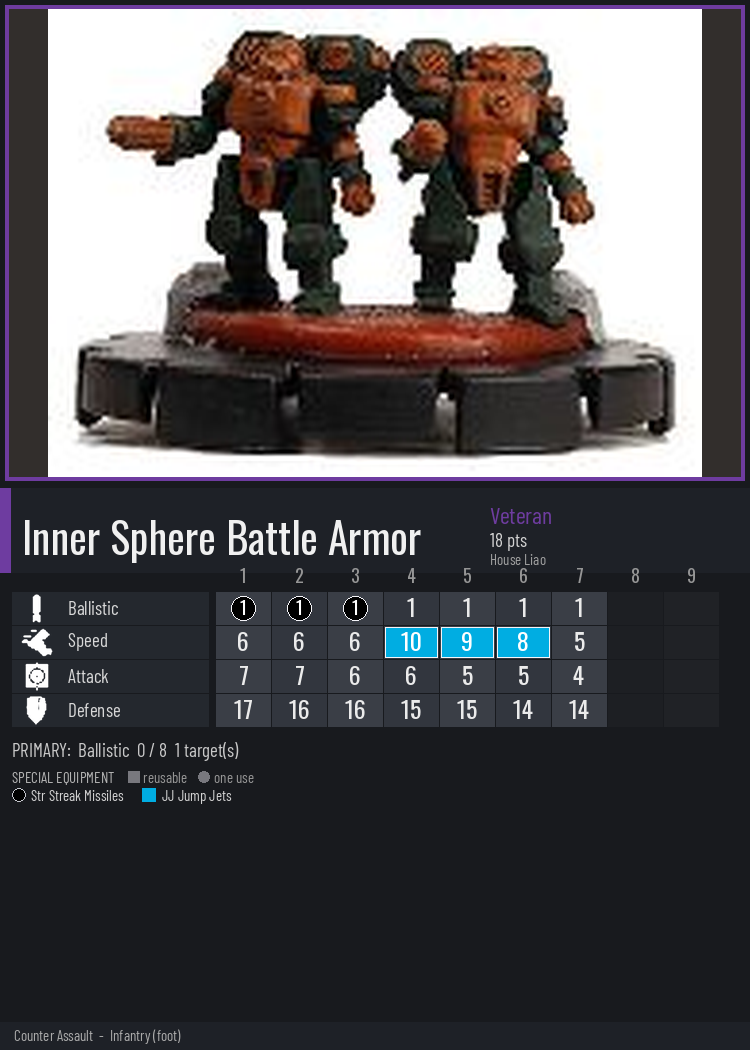 Inner Sphere Battle Armor
Veteran
18 pts
House Liao
1 2 3 4 5 6 7 8 9
Ballistic 1 1 1 1 1 1 1
Speed 6 6 6 10 9 8 5
Attack 7 7 6 6 5 5 4
Defense 17 16 16 15 15 14 14
PRIMARY: Ballistic 0 / 8 1 target(s)
SPECIAL EQUIPMENT reusable one use
Str Streak Missiles JJ Jump Jets
Counter Assault - Infantry (foot)